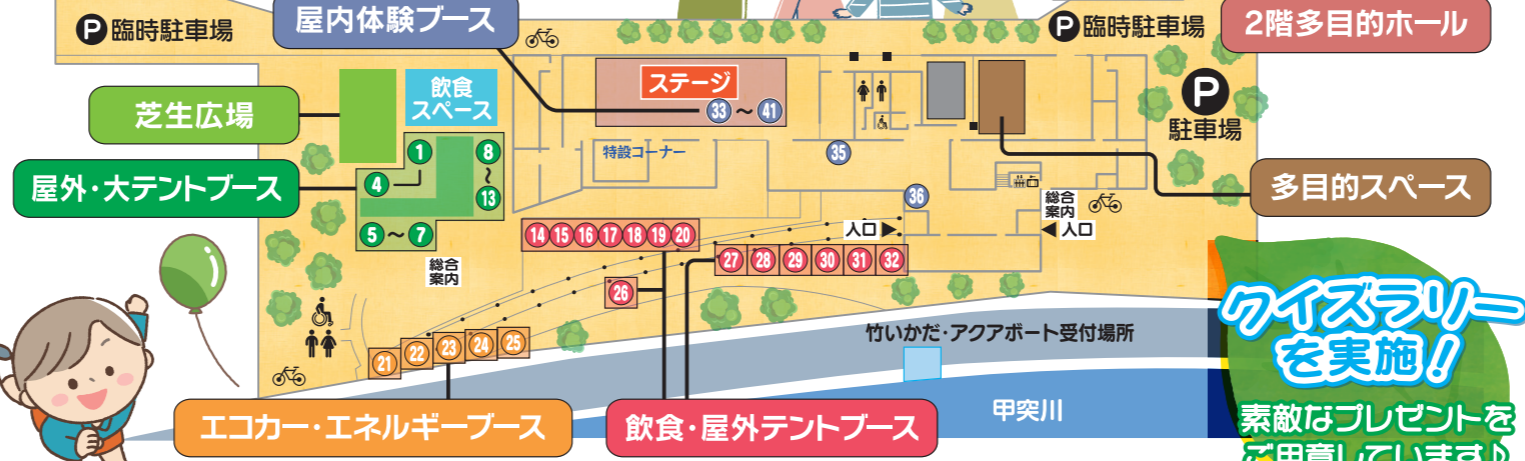 P 臨時駐車場
屋内体験ブース
P 臨時駐車場
2階多目的ホール
芝生広場
飲食
スペース
ステージ
33 ～ 41
P
駐車場
屋外・大テントブース
1
8
～
13
4
5 ～ 7
特設コーナー
35
36
総合
案内
入口
入口
多目的スペース
14 15 16 17 18 19 20
27 28 29 30 31 32
26
総合
案内
21 22 23 24 25
竹いかだ・アクアボート受付場所
甲突川
エコカー・エネルギーブース
飲食・屋外テントブース
クイズラリー
を実施！
素敵なプレゼントを
ご用意しています♪